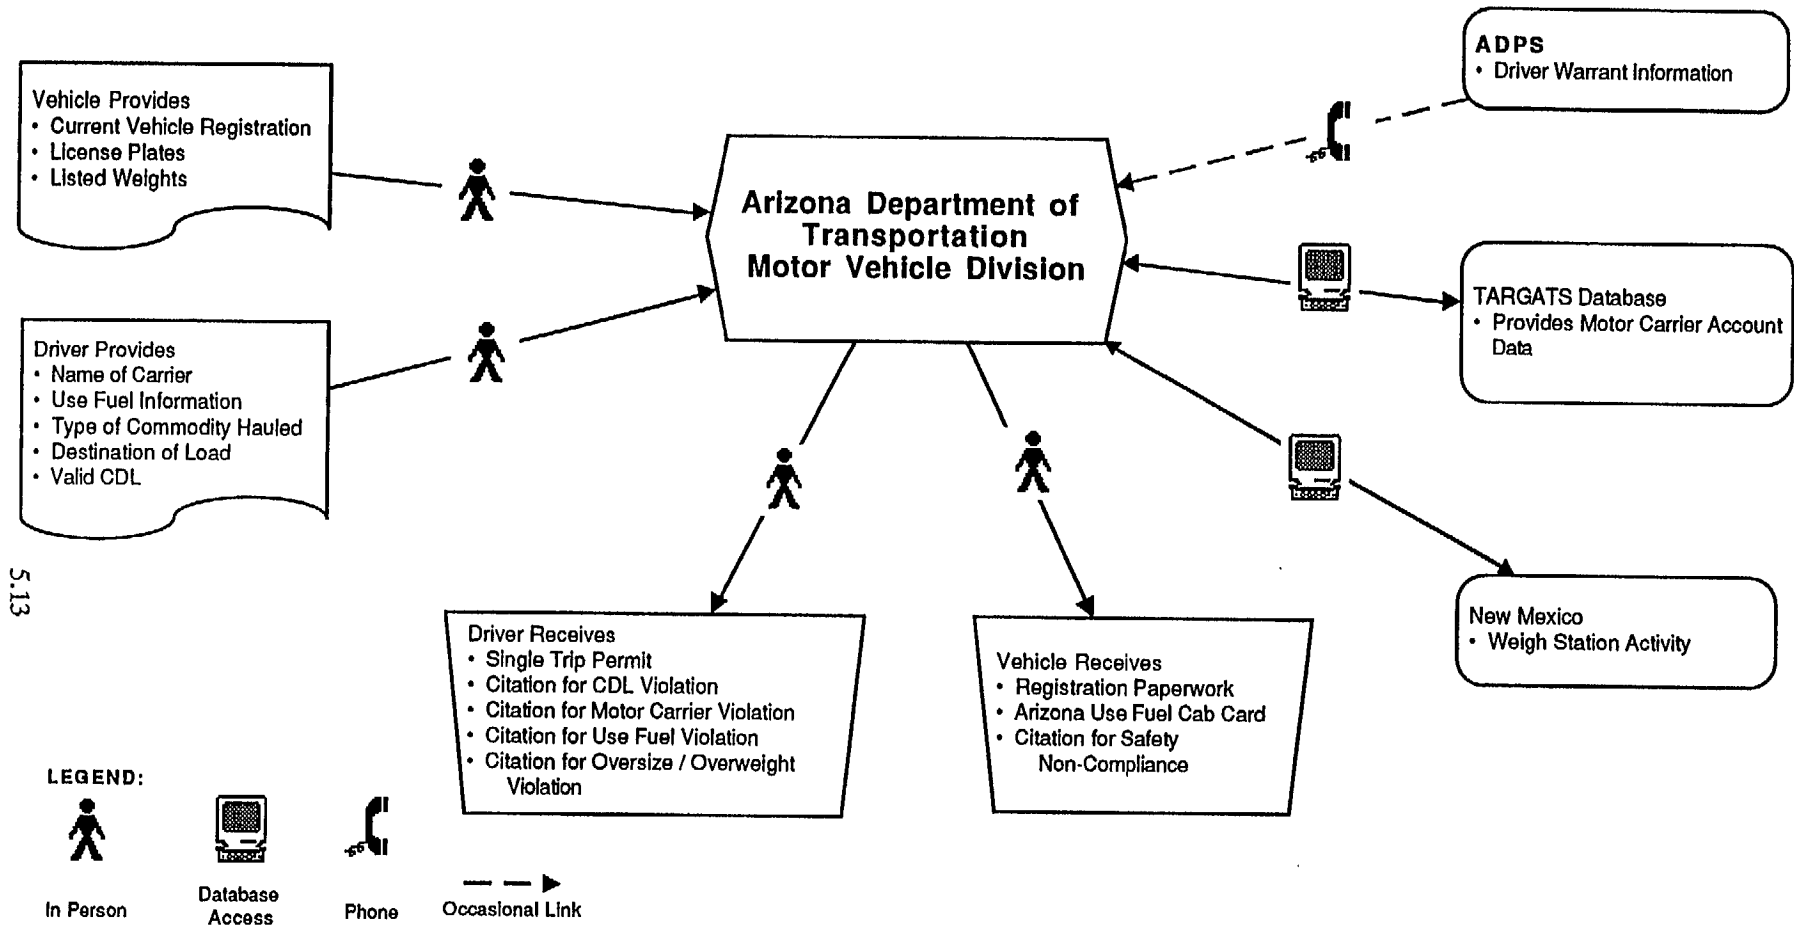 ADPS
• Driver Warrant Information
Vehicle Provides
• Current Vehicle Registration
• License Plates
• Listed Weights
Arizona Department of
Transportation
Motor Vehicle Division
TARGATS Database
• Provides Motor Carrier Account
Data
Driver Provides
• Name of Carrier
• Use Fuel Information
• Type of Commodity Hauled
• Destination of Load
• Valid CDL
5.13
New Mexico
• Weigh Station Activity
Driver Receives
• Single Trip Permit
• Citation for CDL Violation
• Citation for Motor Carrier Violation
• Citation for Use Fuel Violation
• Citation for Oversize / Overweight
Violation
Vehicle Receives
• Registration Paperwork
• Arizona Use Fuel Cab Card
• Citation for Safety
Non-Compliance
LEGEND:
In Person
Database
Access
Phone
Occasional Link